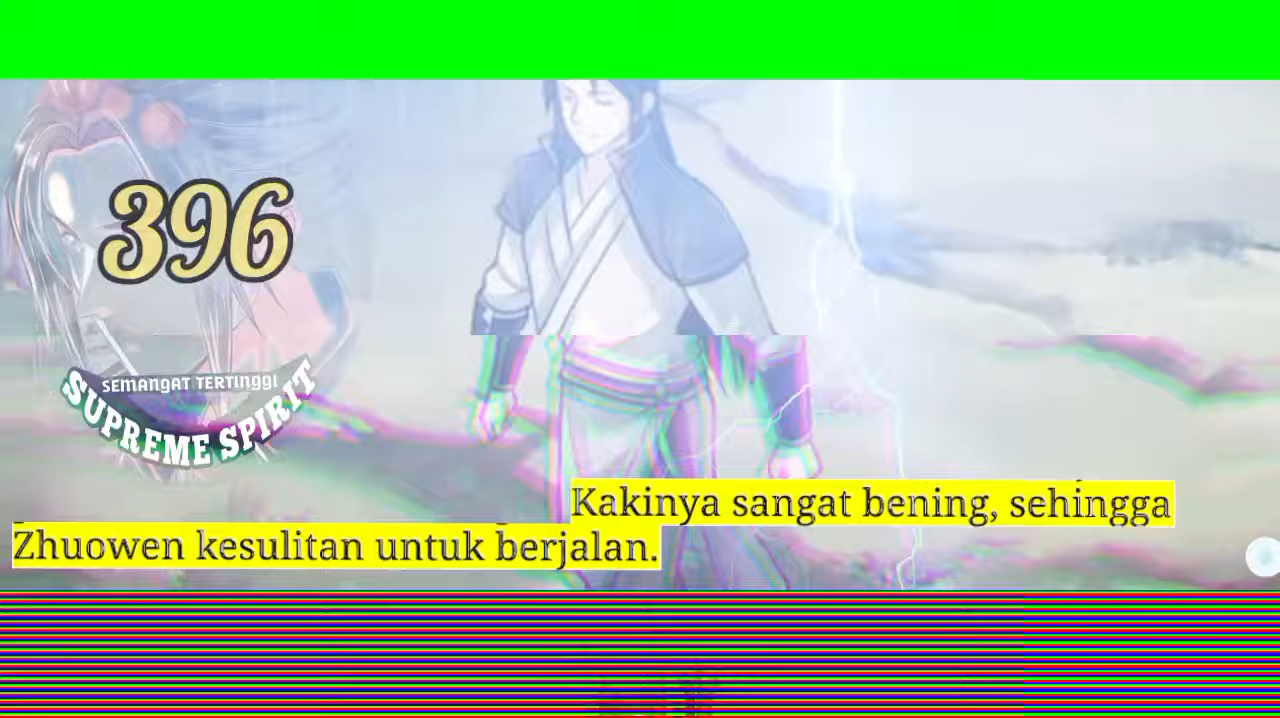 396
SEMANGAT TERTINGGI
SUPREME SPIRIT
Kakinya sangat bening, sehingga
Zhuowen kesulitan untuk berjalan.